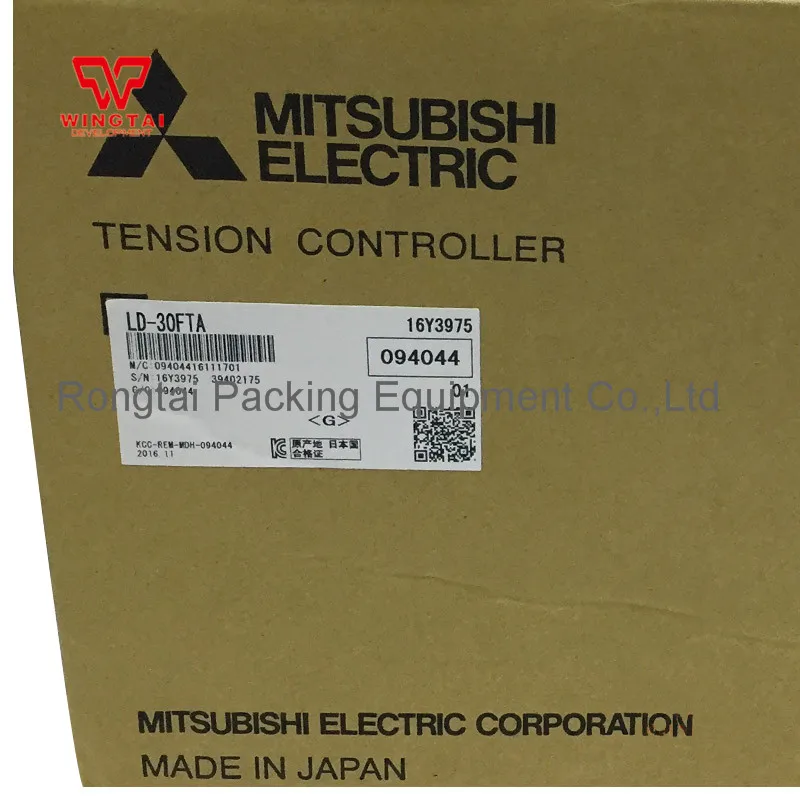 WINGTAI
DEVELOPMENT
MITSUBISHI
ELECTRIC
TENSION CONTROLLER
LD-30FTA
16Y3975
M/C:09404416111701
094044
S/N 16Y3975 39402175
C/O:094044
01
Rongtai Packing Equipment Co.,Ltd
<G>
KCC-REM-MDH-094044
2016.11
原产地 日本国
合格证
MITSUBISHI ELECTRIC CORPORATION
MADE IN JAPAN